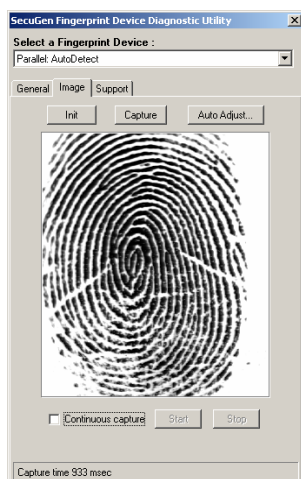 SecuGen Fingerprint Device Diagnostic Utility
Select a Fingerprint Device :
Parallel: AutoDetect
General Image Support
Init Capture Auto Adjust...
Continuous capture Start Stop
Capture time 933 msec